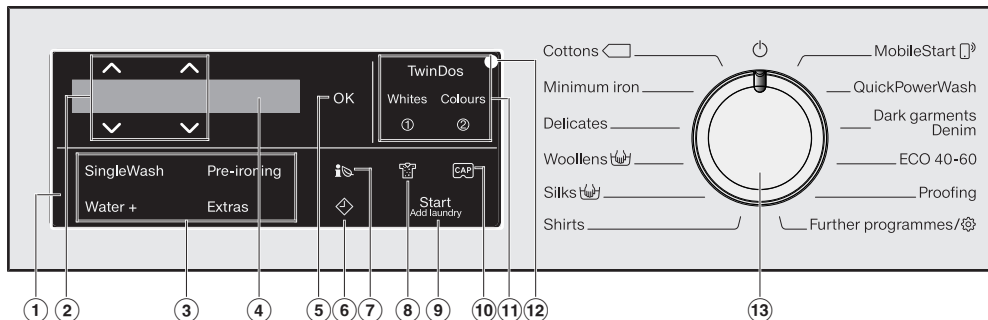 TwinDos
OK
Whites Colours
① ②
SingleWash Pre-ironing
Water + Extras
CAP
Start
Add laundry
Cottons
Minimum iron
Delicates
Woollens
Silks
Shirts
MobileStart
QuickPowerWash
Dark garments
Denim
ECO 40-60
Proofing
Further programmes/
① ② ③ ④ ⑤ ⑥ ⑦ ⑧ ⑨ ⑩ ⑪ ⑫ ⑬